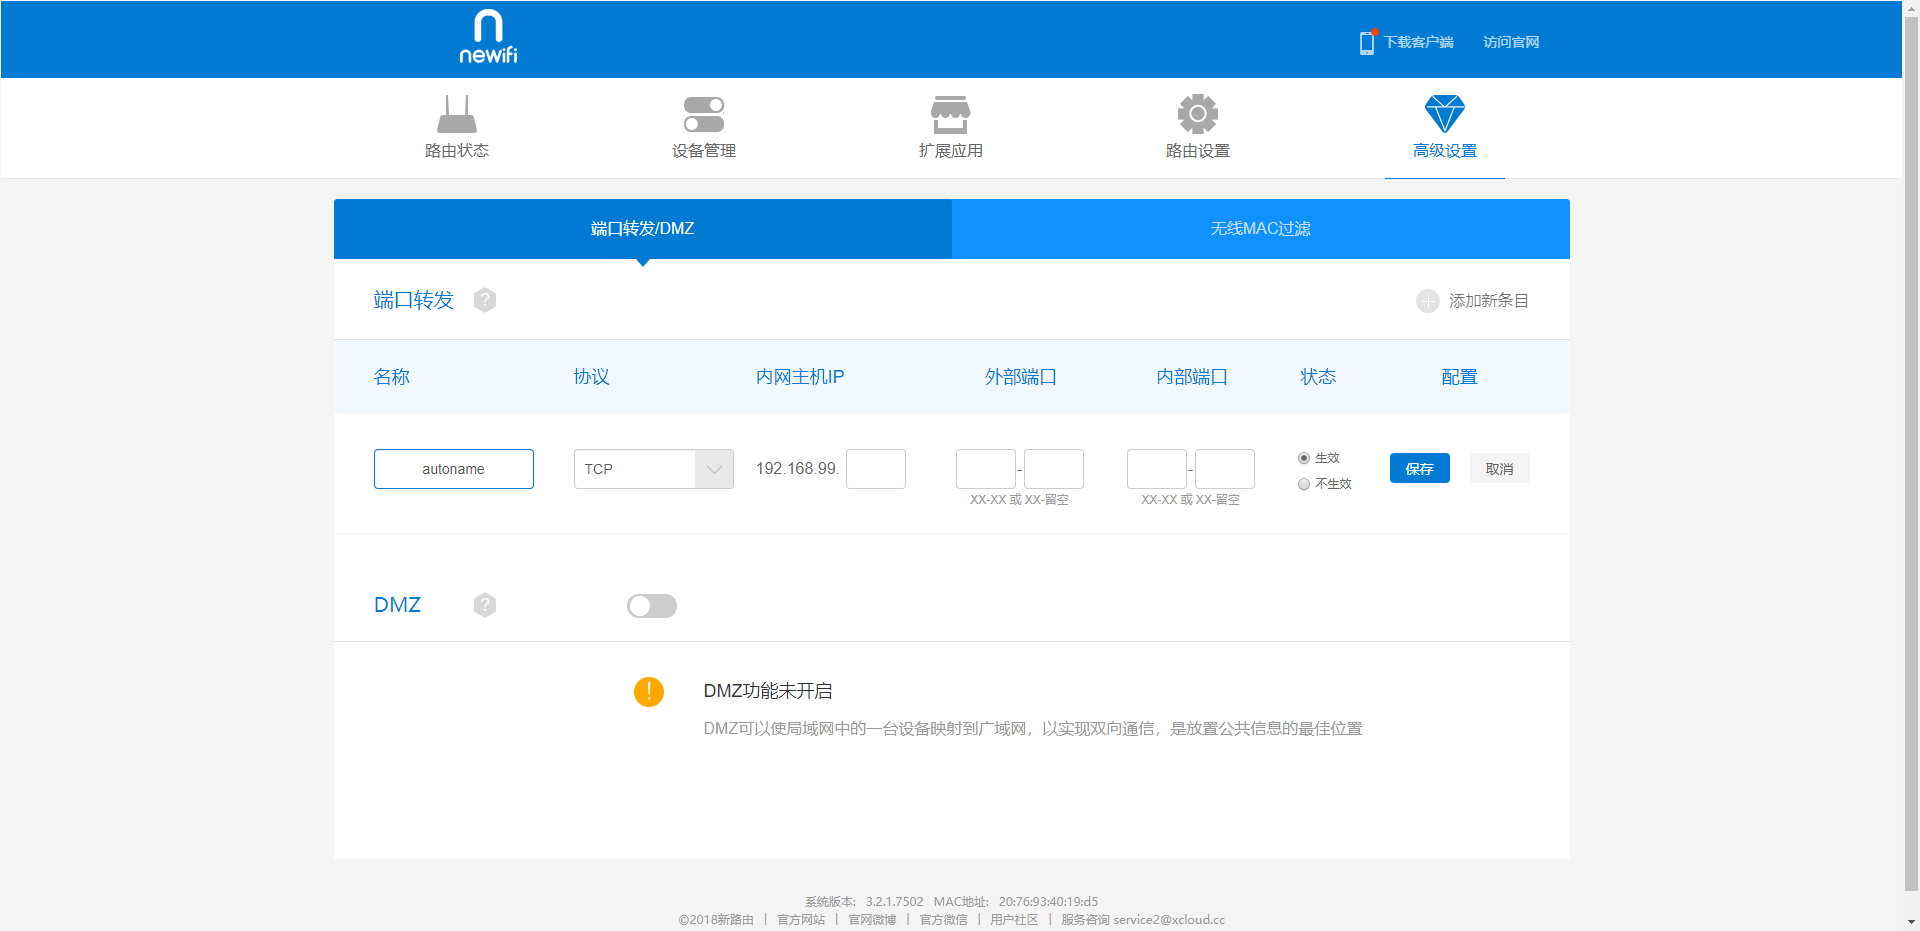 newifi
下载客户端 访问官网
路由状态 设备管理 扩展应用 路由设置 高级设置
端口转发/DMZ 无线MAC过滤
端口转发 ? 添加新条目
名称 协议 内网主机IP 外部端口 内部端口 状态 配置
autoname TCP 192.168.99. - - 生效 保存 取消
不生效
XX-XX 或 XX-留空 XX-XX 或 XX-留空
DMZ ?
! DMZ功能未开启
DMZ可以使局域网中的一台设备映射到广域网，以实现双向通信，是放置公共信息的最佳位置
系统版本: 3.2.1.7502 MAC地址: 20:76:93:40:19:d5
©2018新路由 | 官方网站 | 官网微博 | 官方微信 | 用户社区 | 服务咨询 service2@xcloud.cc